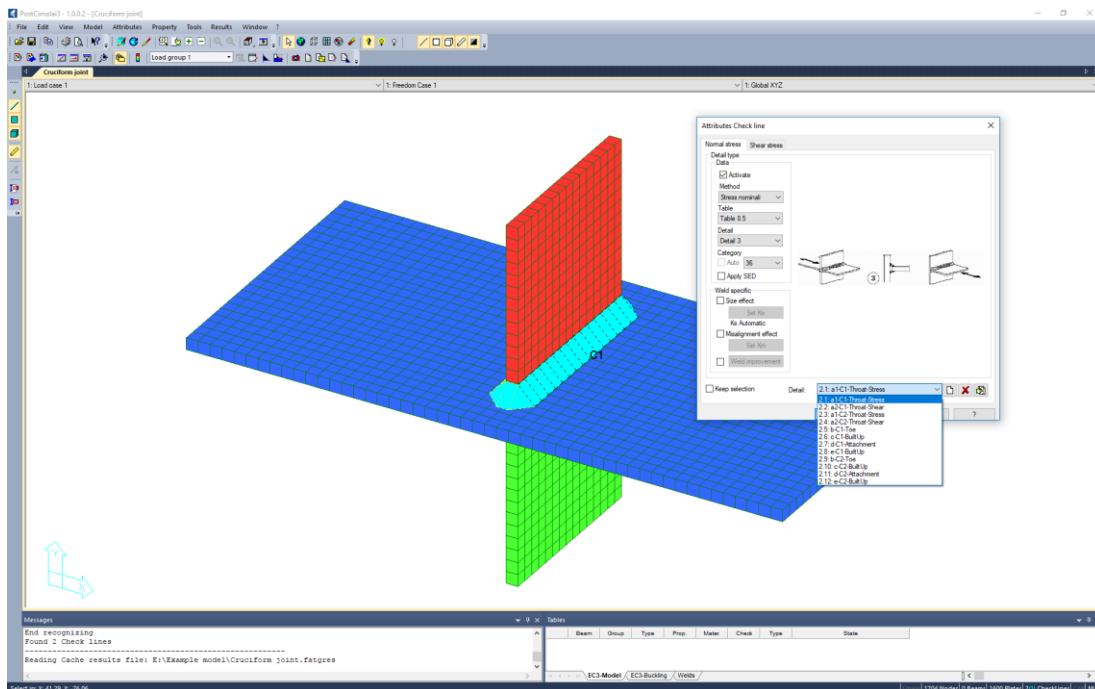 PostCimolai3 - 1.0.0.2 - [Cruciform joint]
File Edit View Model Attributes Property Tools Results Window ?
Load group 1
Cruciform joint
1: Load case 1
1: Freedom Case 1
1: Global XYZ
C1
Y
X
Attributes Check line
Normal stress Shear stress
Detail type
Data
Activate
Method
Stress nominali
Table
Table 8.5
Detail
Detail 3
Category
Auto 36
Apply SED
3
Weld specific
Size effect
Set Ks
Ks Automatic
Misalignment effect
Set Km
Weld improvement
Keep selection
Detail: 2.1: a1-C1-Throat-Stress
2.1: a1-C1-Throat-Stress
2.2: a2-C1-Throat-Shear
2.3: a1-C2-Throat-Stress
2.4: a2-C2-Throat-Shear
2.5: b-C1-Toe
2.6: c-C1-BuiltUp
2.7: d-C1-Attachment
2.8: e-C1-BuiltUp
2.9: b-C2-Toe
2.10: c-C2-BuiltUp
2.11: d-C2-Attachment
2.12: e-C2-BuiltUp
?
Messages
End recognizing
Found 2 Check lines
Reading Cache results file: E:\Example model\Cruciform joint.fatgres
Tables
Beam Group Type Prop. Mater. Check Type State
EC3-Model EC3-Buckling Welds